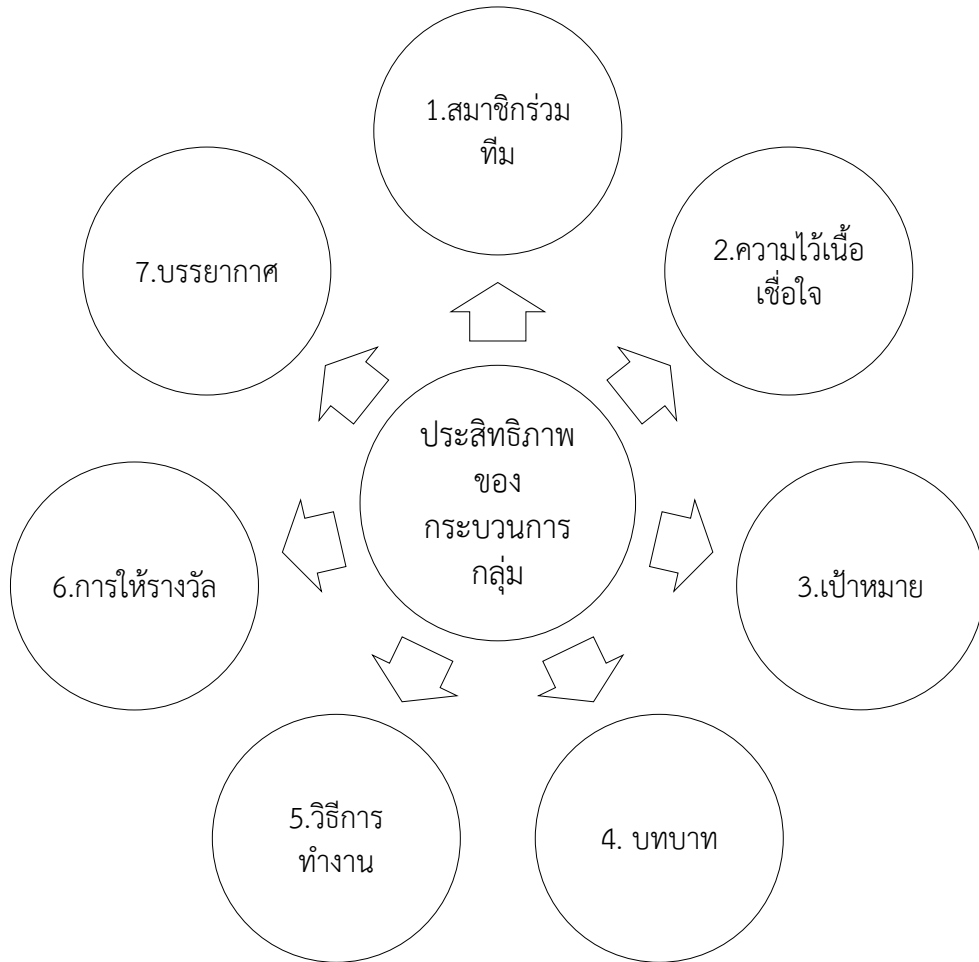 1.สมาชิกร่วม
ทีม
2.ความไว้เนื้อ
เชื่อใจ
3.เป้าหมาย
4. บทบาท
5.วิธีการ
ทำงาน
6.การให้รางวัล
7.บรรยากาศ
ประสิทธิภาพ
ของ
กระบวนการ
กลุ่ม